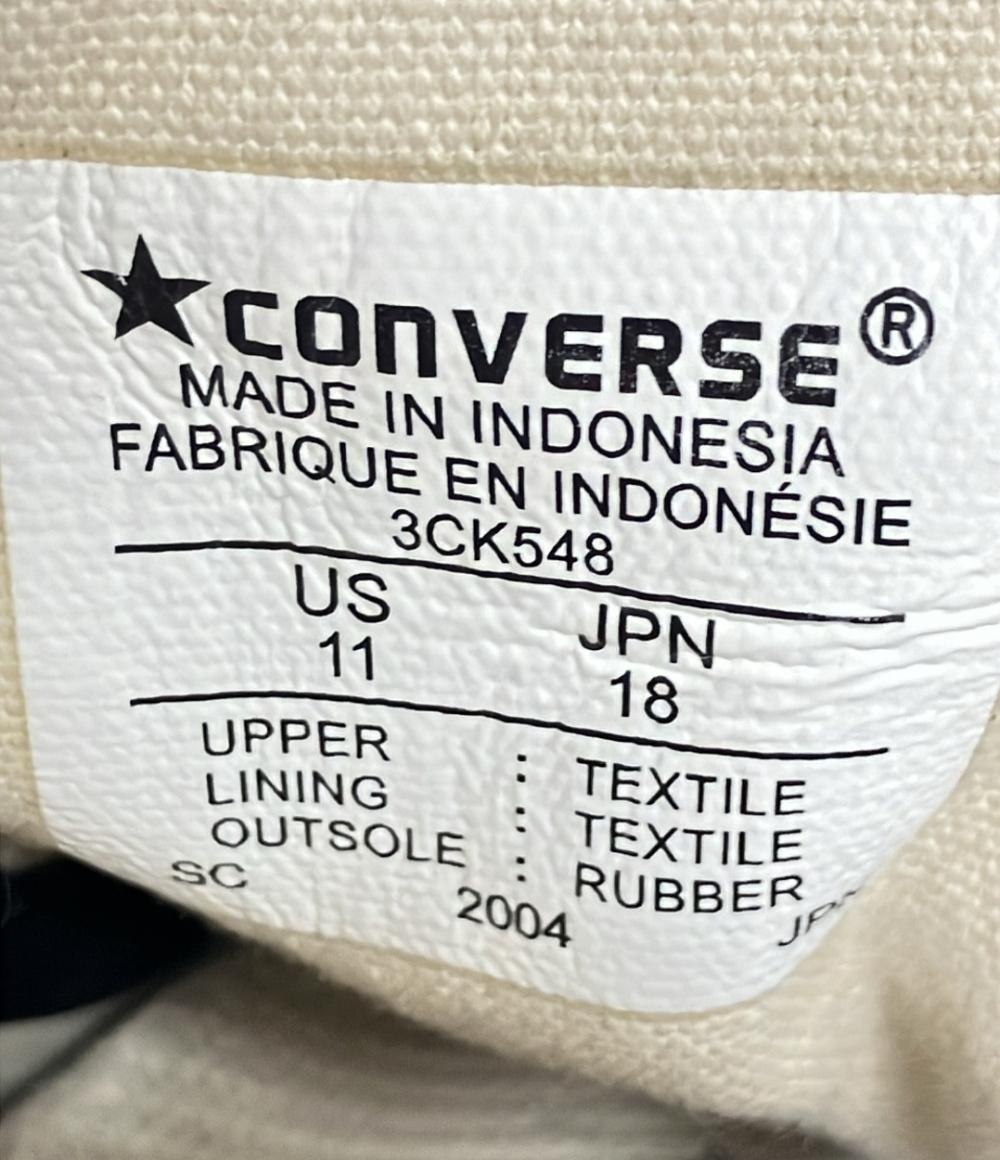 CONVERSE®
MADE IN INDONESIA
FABRIQUE EN INDONÉSIE
3CK548
US JPN
11 18
UPPER : TEXTILE
LINING : TEXTILE
OUTSOLE : RUBBER
SC 2004